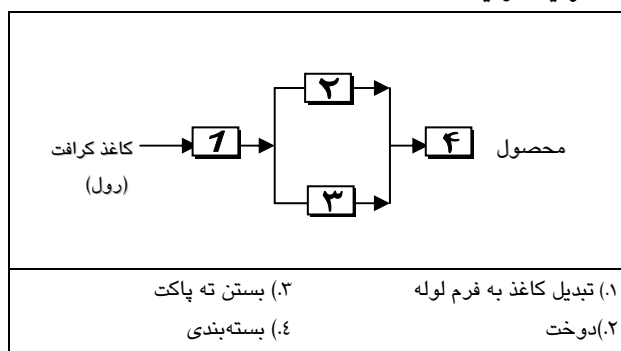 ۲
کاغذ کرافت
(رول)
۱
۴
محصول
۳
۱.) تبدیل کاغذ به فرم لوله
۳.) بستن ته پاکت
۲.)دوخت
۴.) بسته‌بندی